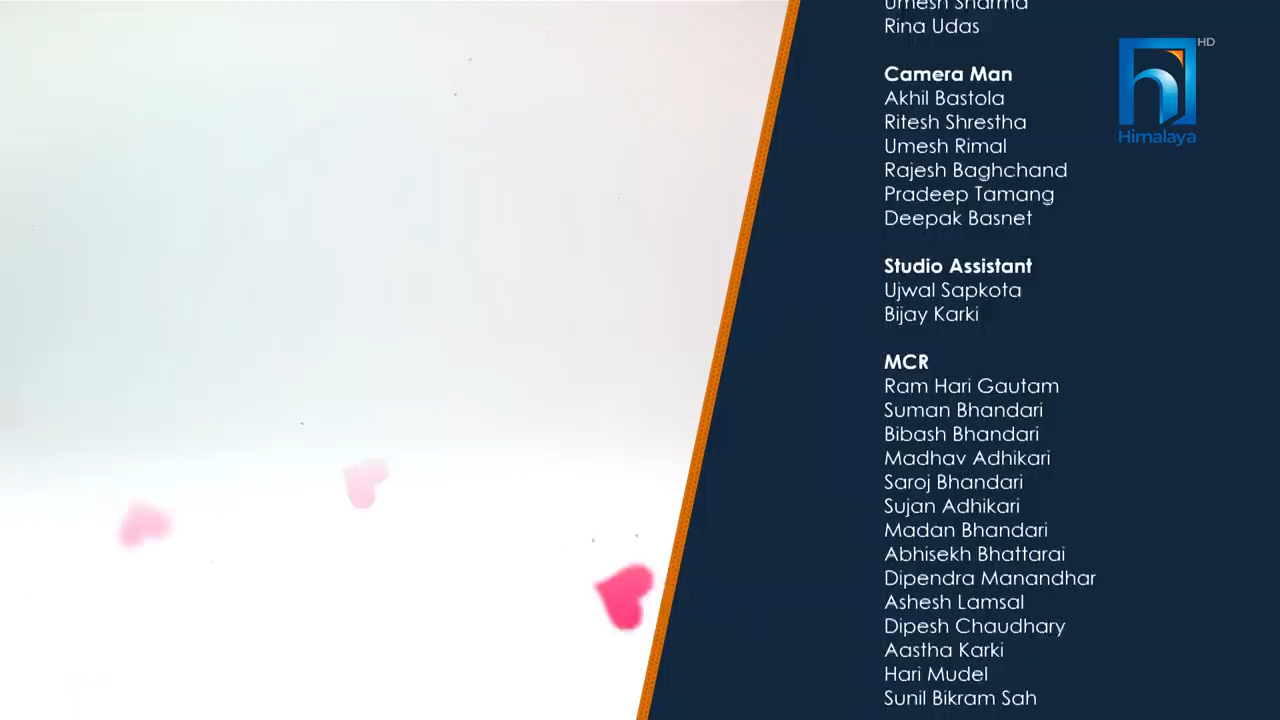 Umesh Sharma
Rina Udas
HD
Himalaya
Camera Man
Akhil Bastola
Ritesh Shrestha
Umesh Rimal
Rajesh Baghchand
Pradeep Tamang
Deepak Basnet
Studio Assistant
Ujwal Sapkota
Bijay Karki
MCR
Ram Hari Gautam
Suman Bhandari
Bibash Bhandari
Madhav Adhikari
Saroj Bhandari
Sujan Adhikari
Madan Bhandari
Abhisekh Bhattarai
Dipendra Manandhar
Ashesh Lamsal
Dipesh Chaudhary
Aastha Karki
Hari Mudel
Sunil Bikram Sah